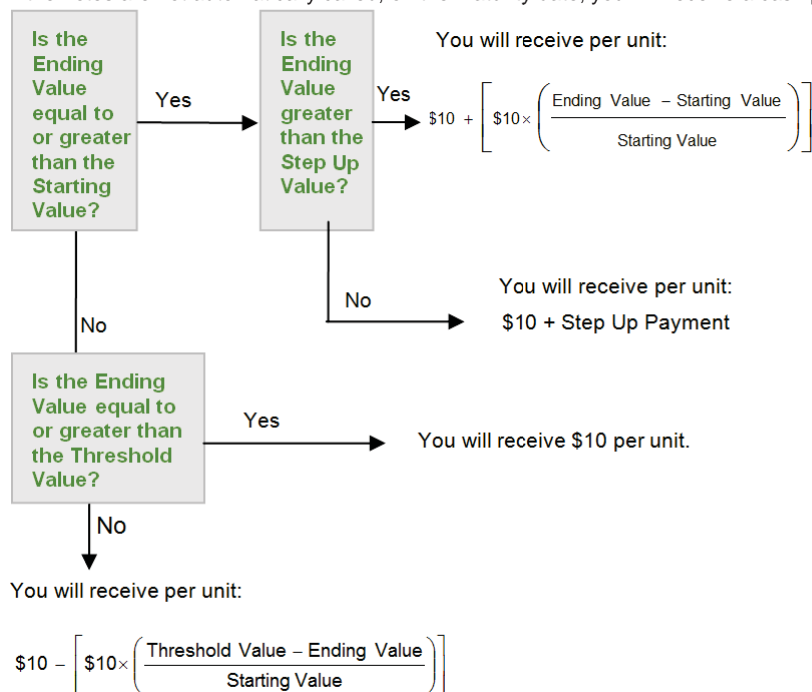 Is the
Ending
Value
equal to
or greater
than the
Starting
Value?
Yes
Is the
Ending
Value
greater
than the
Step Up
Value?
Yes
You will receive per unit:
$10 + [ $10× ( Ending Value – Starting Value
Starting Value ) ]
No
You will receive per unit:
$10 + Step Up Payment
No
Is the Ending
Value equal to
or greater than
the Threshold
Value?
Yes
You will receive $10 per unit.
No
You will receive per unit:
$10 – [ $10× ( Threshold Value – Ending Value
Starting Value ) ]